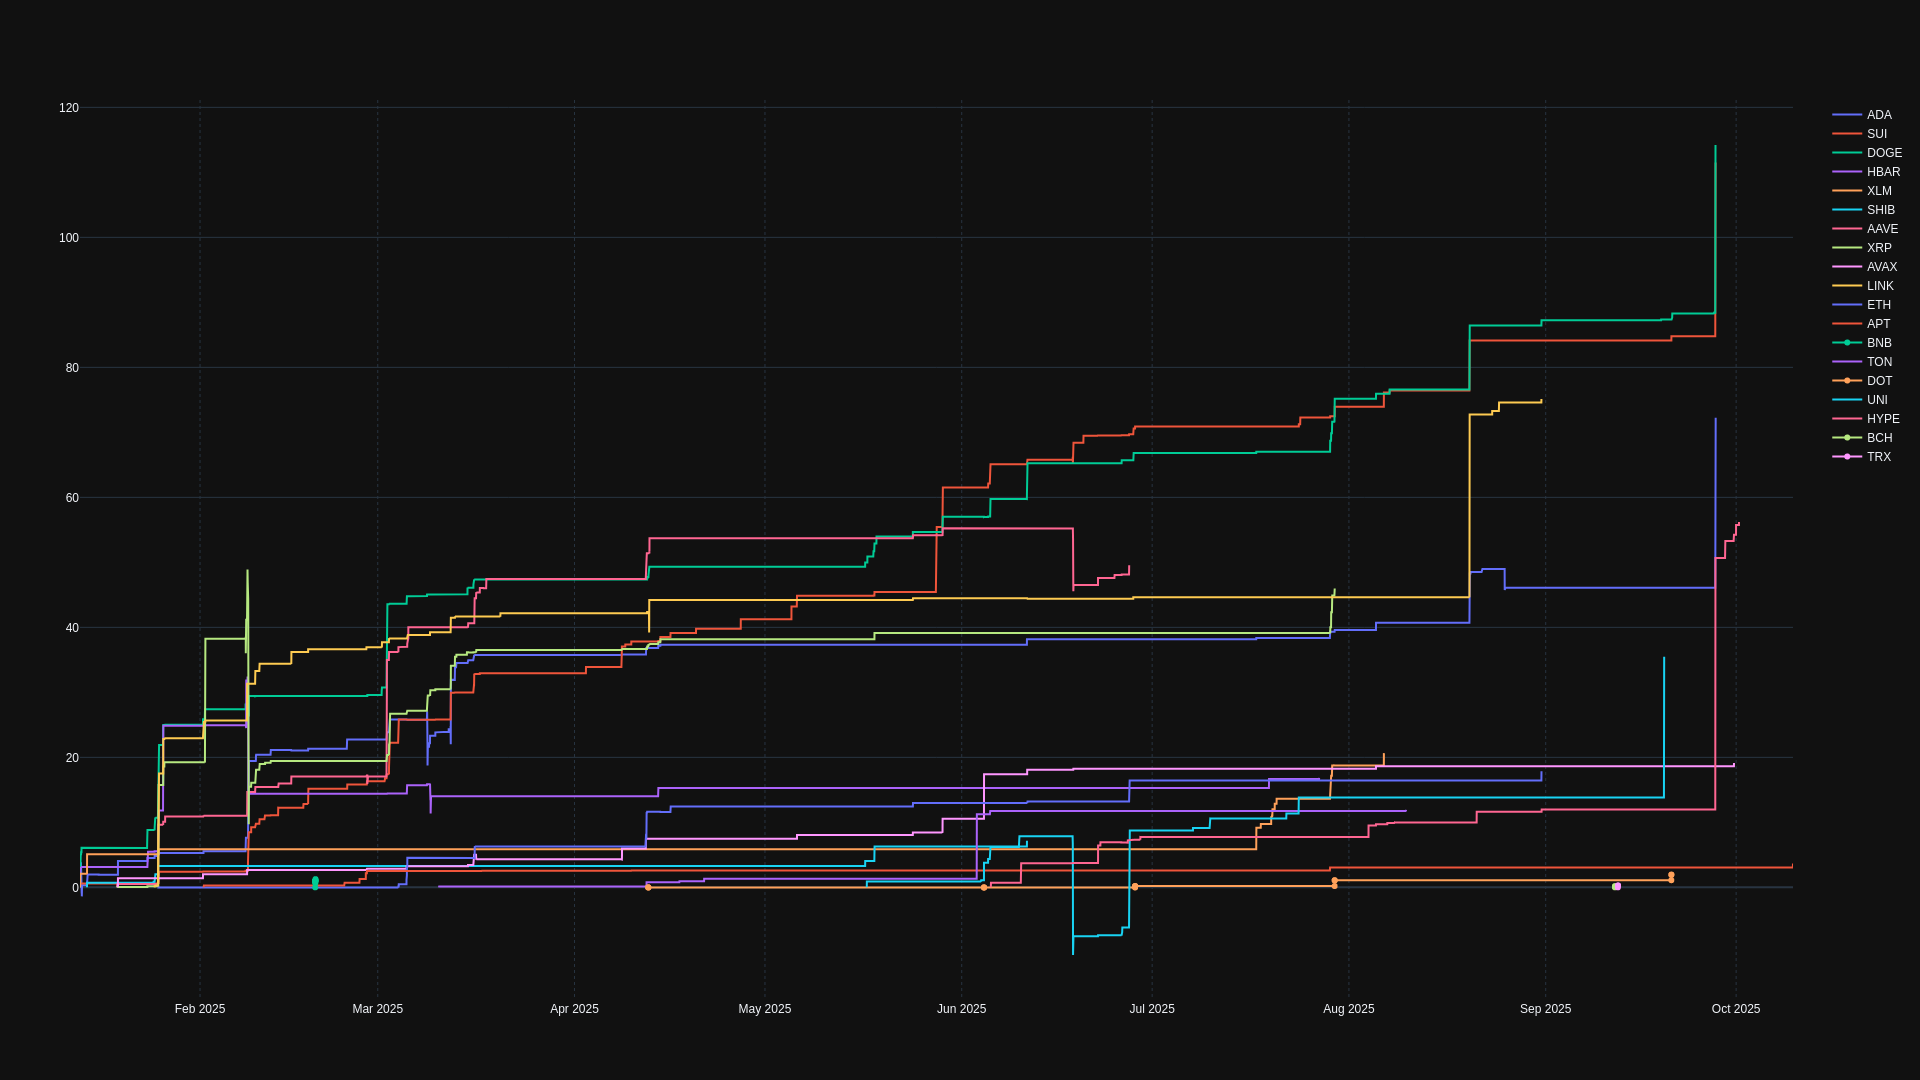 120
100
80
60
40
20
0
Feb 2025
Mar 2025
Apr 2025
May 2025
Jun 2025
Jul 2025
Aug 2025
Sep 2025
Oct 2025
ADA
SUI
DOGE
HBAR
XLM
SHIB
AAVE
XRP
AVAX
LINK
ETH
APT
BNB
TON
DOT
UNI
HYPE
BCH
TRX